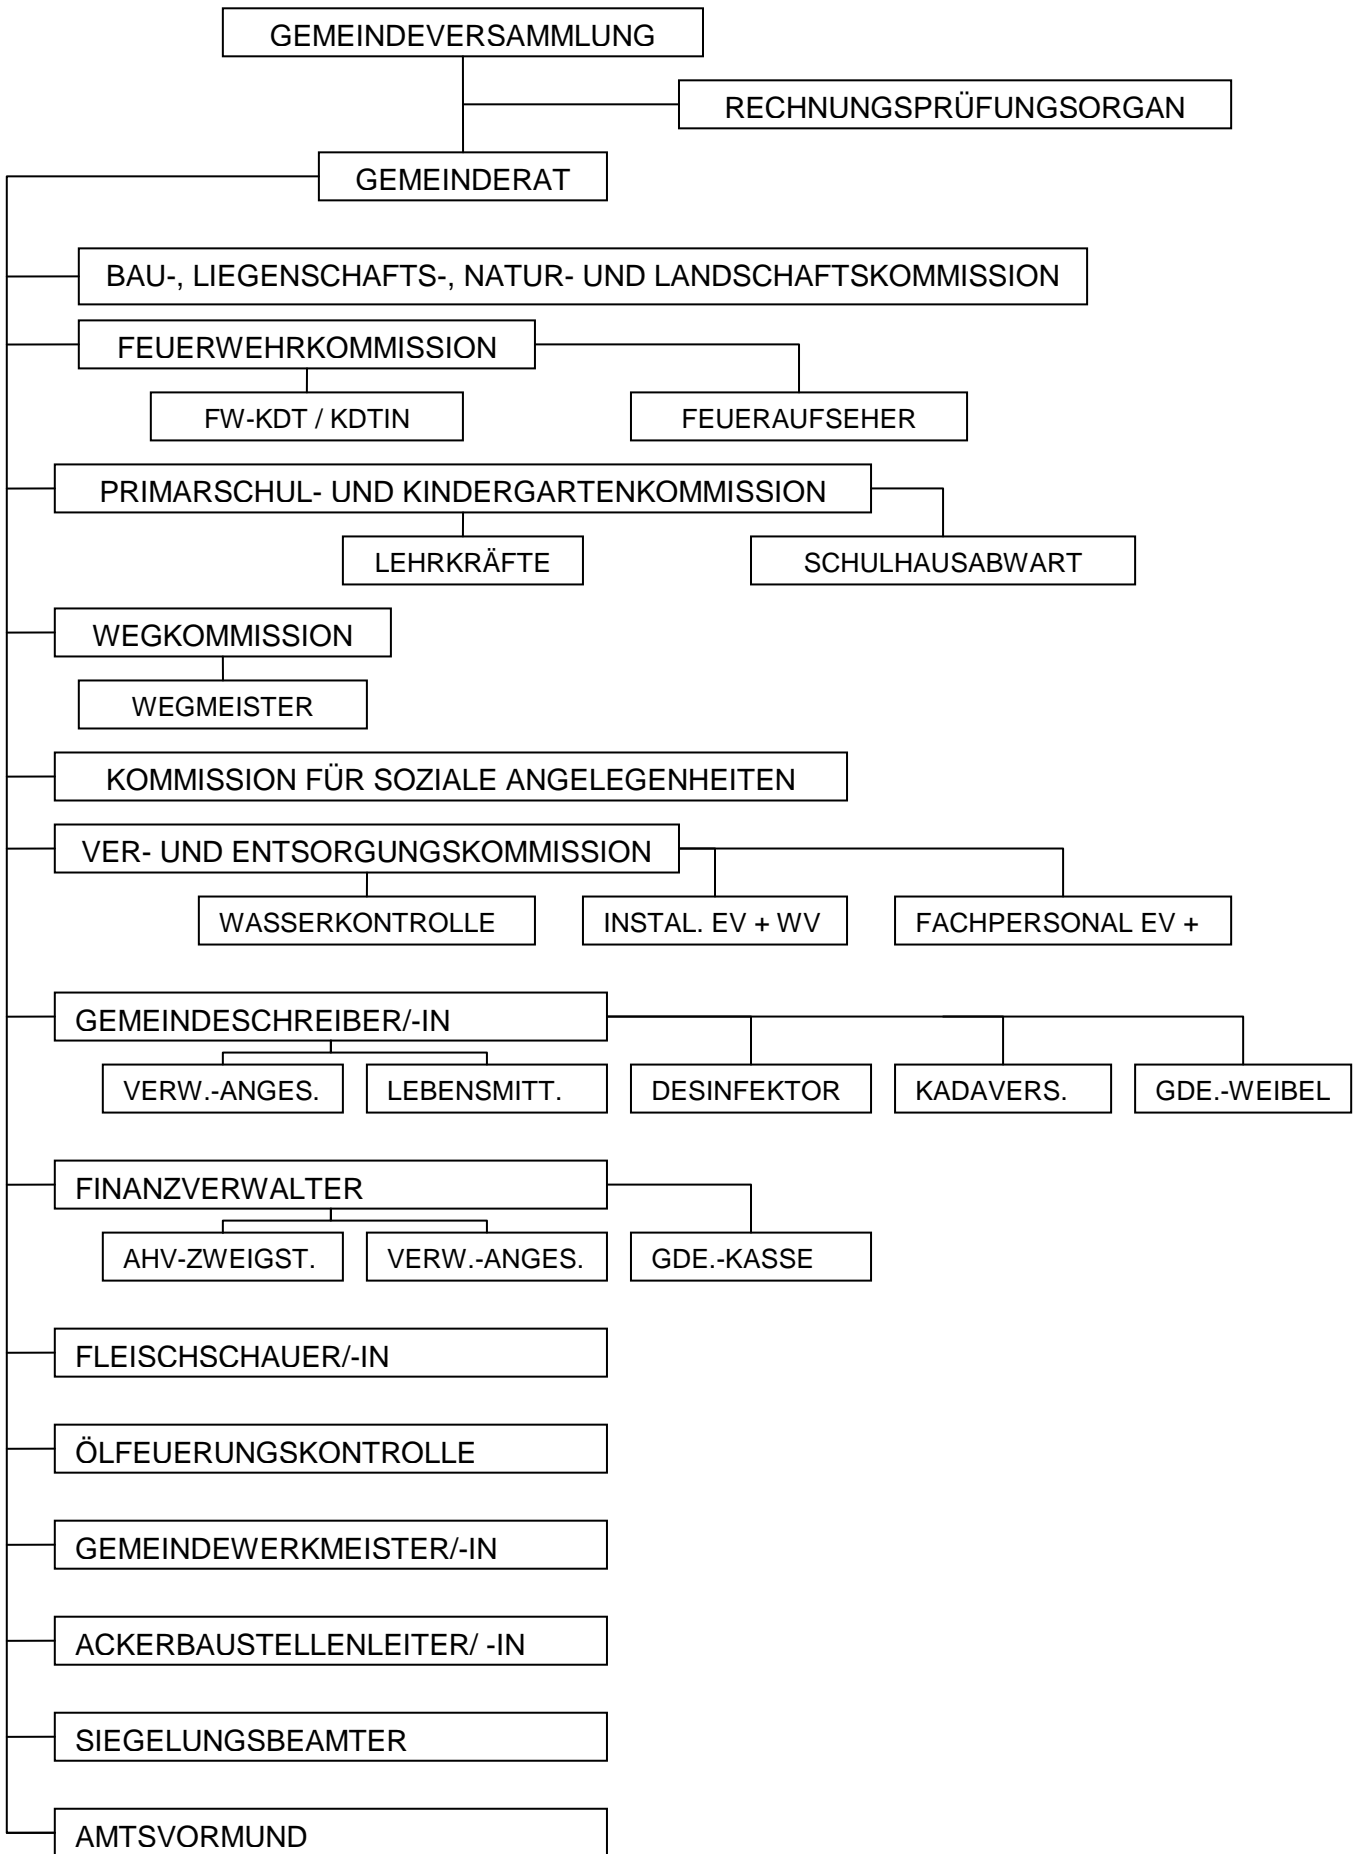 GEMEINDEVERSAMMLUNG
RECHNUNGSPRÜFUNGSORGAN
GEMEINDERAT
BAU-, LIEGENSCHAFTS-, NATUR- UND LANDSCHAFTSKOMMISSION
FEUERWEHRKOMMISSION
FW-KDT / KDTIN
FEUERAUFSEHER
PRIMARSCHUL- UND KINDERGARTENKOMMISSION
LEHRKRÄFTE
SCHULHAUSABWART
WEGKOMMISSION
WEGMEISTER
KOMMISSION FÜR SOZIALE ANGELEGENHEITEN
VER- UND ENTSORGUNGSKOMMISSION
WASSERKONTROLLE
INSTAL. EV + WV
FACHPERSONAL EV +
GEMEINDESCHREIBER/-IN
VERW.-ANGES.
LEBENSMITT.
DESINFEKTOR
KADAVERS.
GDE.-WEIBEL
FINANZVERWALTER
AHV-ZWEIGST.
VERW.-ANGES.
GDE.-KASSE
FLEISCHSCHAUER/-IN
ÖLFEUERUNGSKONTROLLE
GEMEINDEWERKMEISTER/-IN
ACKERBAUSTELLENLEITER/ -IN
SIEGELUNGSBEAMTER
AMTSVORMUND